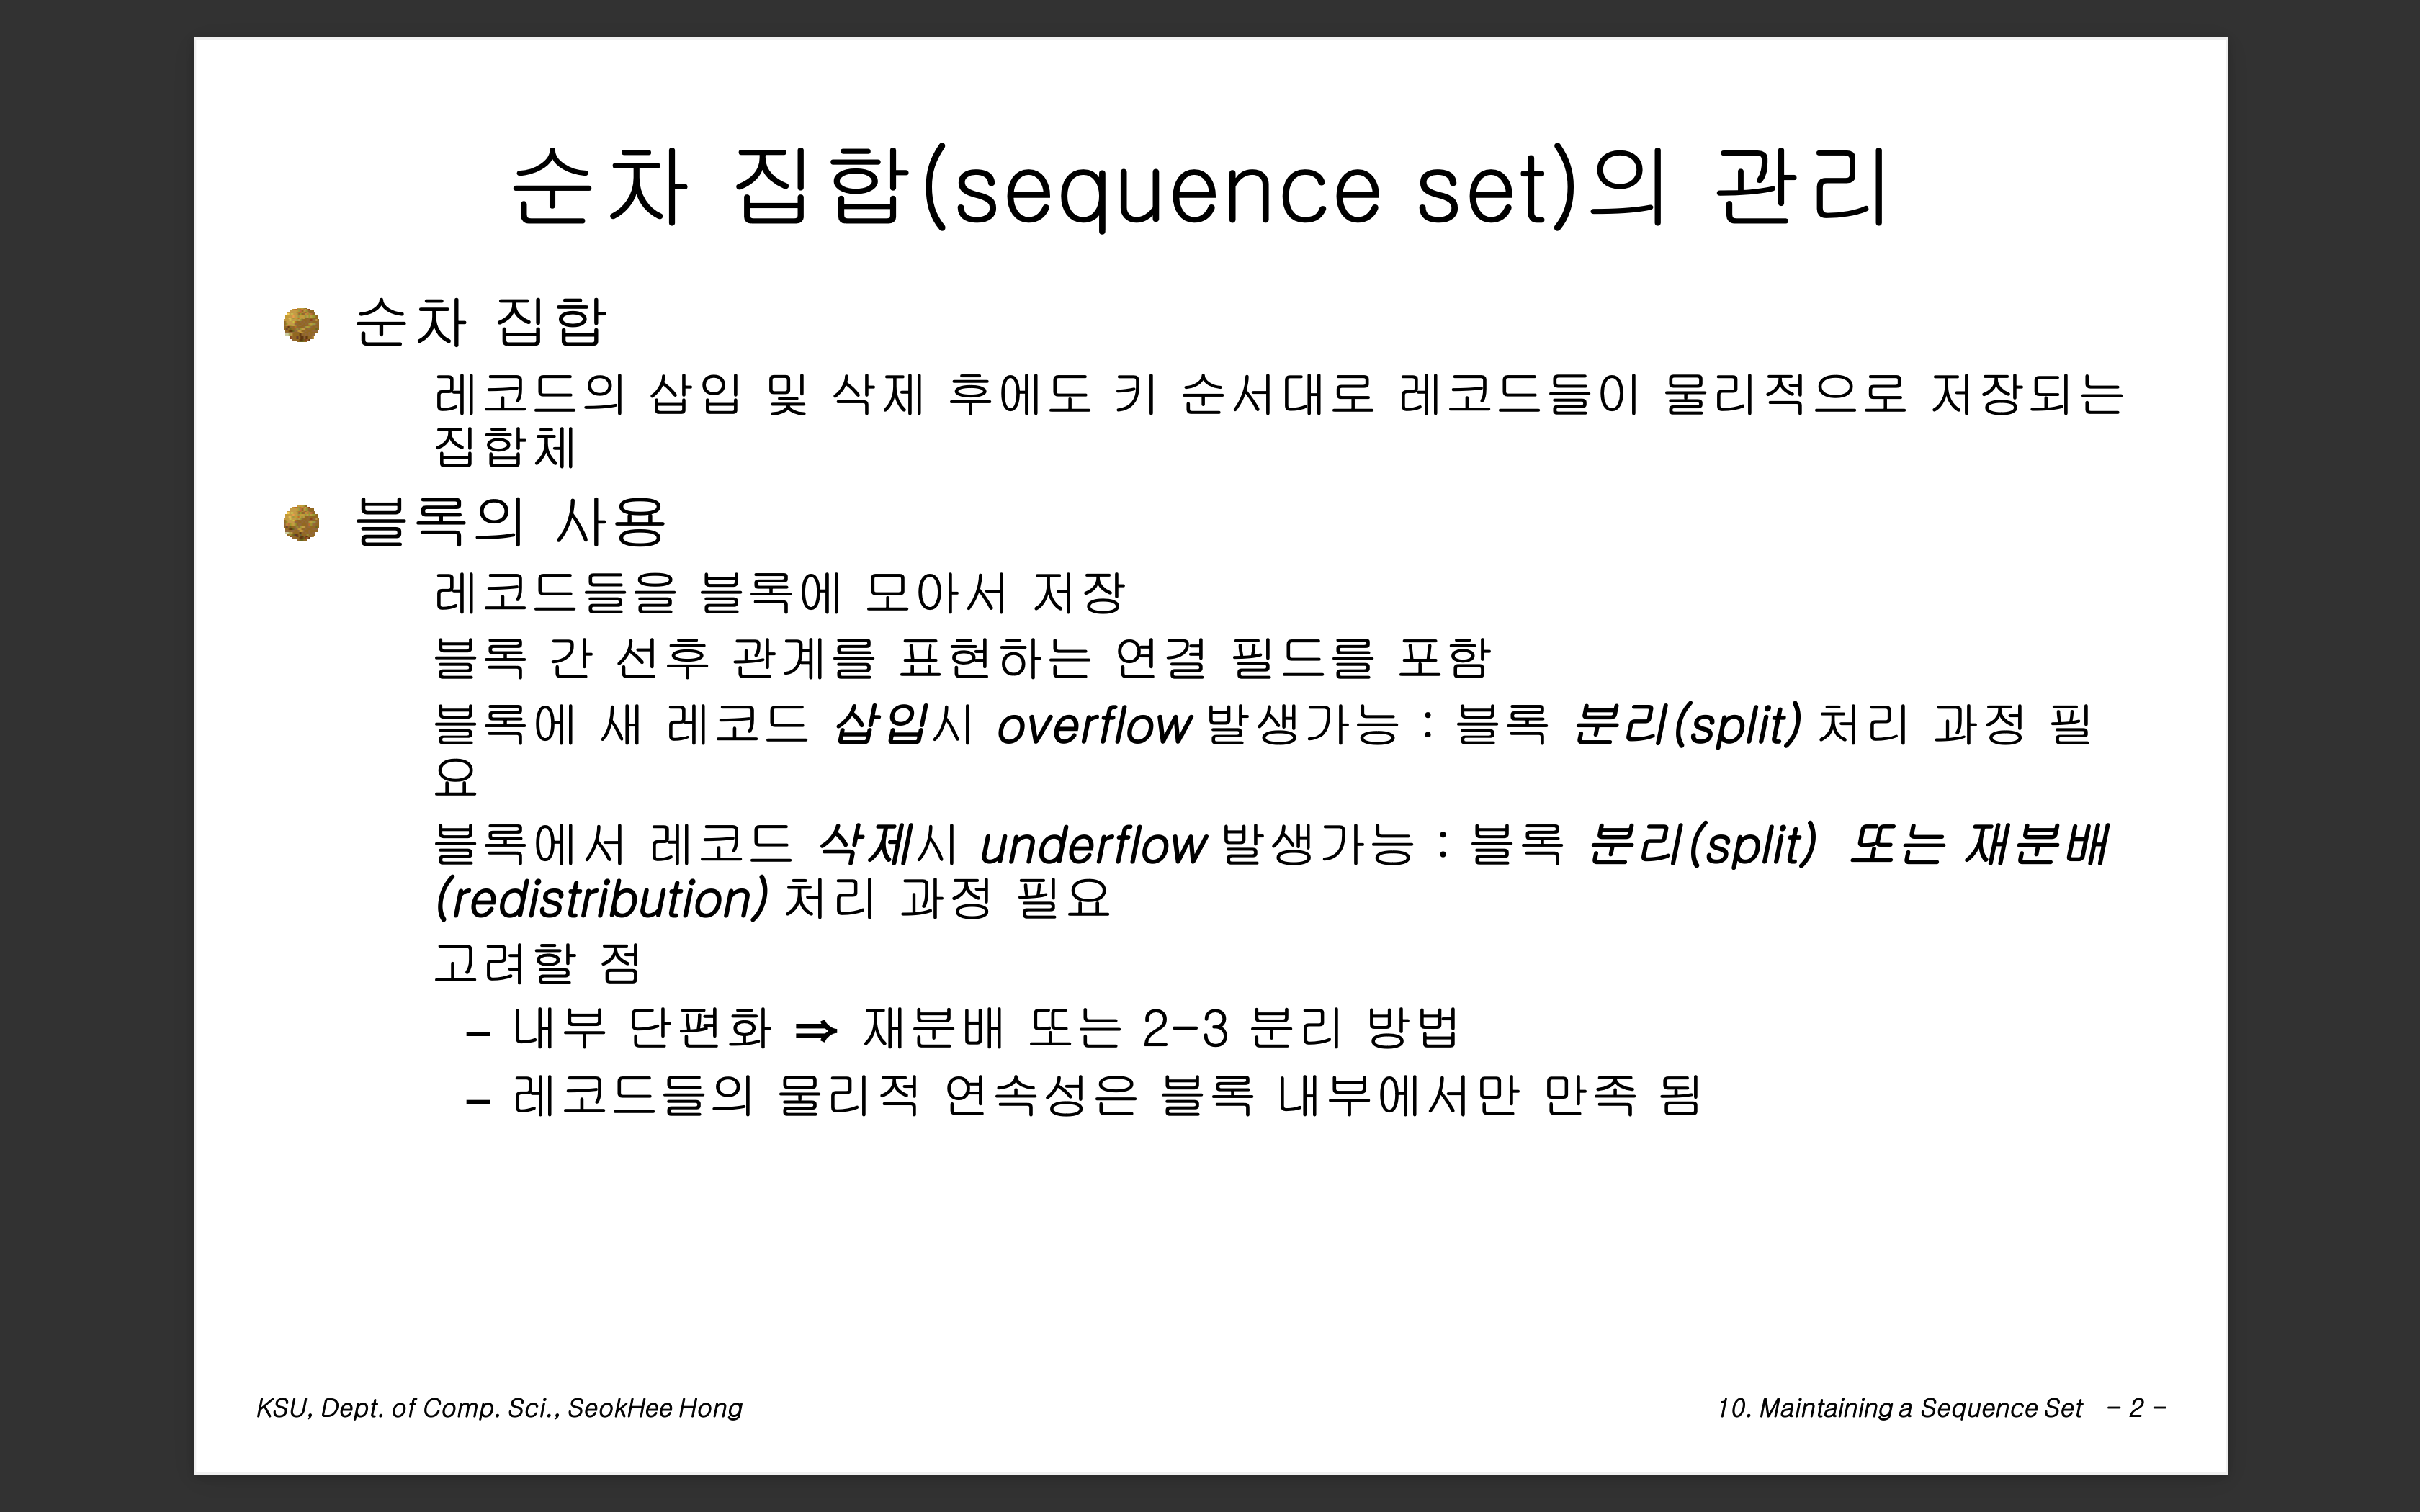 순차 집합(sequence set)의 관리
순차 집합
레코드의 삽입 및 삭제 후에도 키 순서대로 레코드들이 물리적으로 저장되는
집합체
블록의 사용
레코드들을 블록에 모아서 저장
블록 간 선후 관계를 표현하는 연결 필드를 포함
블록에 새 레코드 삽입시 overflow 발생가능 : 블록 분리(split) 처리 과정 필
요
블록에서 레코드 삭제시 underflow 발생가능 : 블록 분리(split) 또는 재분배
(redistribution) 처리 과정 필요
고려할 점
– 내부 단편화 ⇒ 재분배 또는 2-3 분리 방법
– 레코드들의 물리적 연속성은 블록 내부에서만 만족 됨
KSU, Dept. of Comp. Sci., SeokHee Hong
10. Maintaining a Sequence Set - 2 -